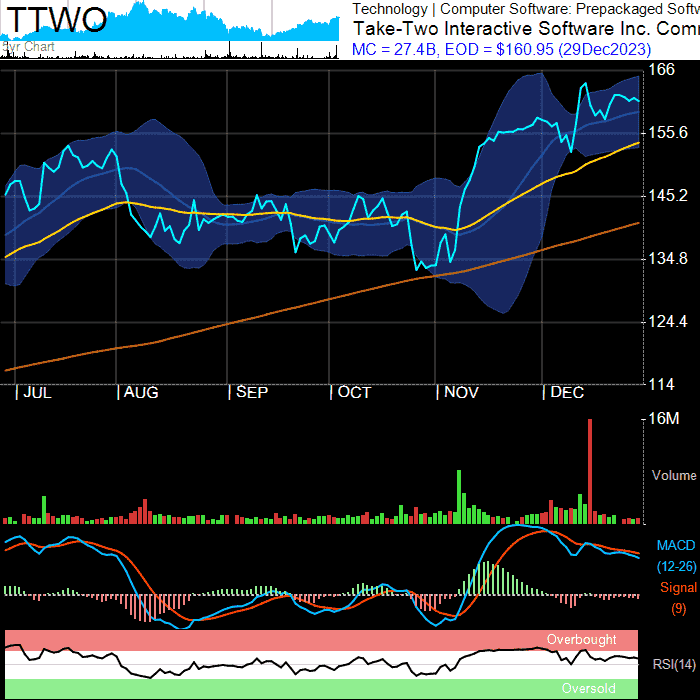 TTWO
5yr Chart
Technology | Computer Software: Prepackaged Softw
Take-Two Interactive Software Inc. Comm
MC = 27.4B, EOD = $160.95 (29Dec2023)
166
155.6
145.2
134.8
124.4
114
JUL AUG SEP OCT NOV DEC
16M
Volume
MACD
(12-26)
Signal
(9)
Overbought
RSI(14)
Oversold